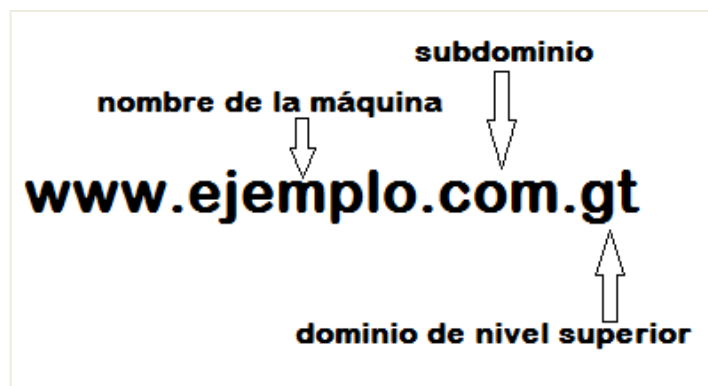 subdominio
nombre de la máquina
www.ejemplo.com.gt
dominio de nivel superior